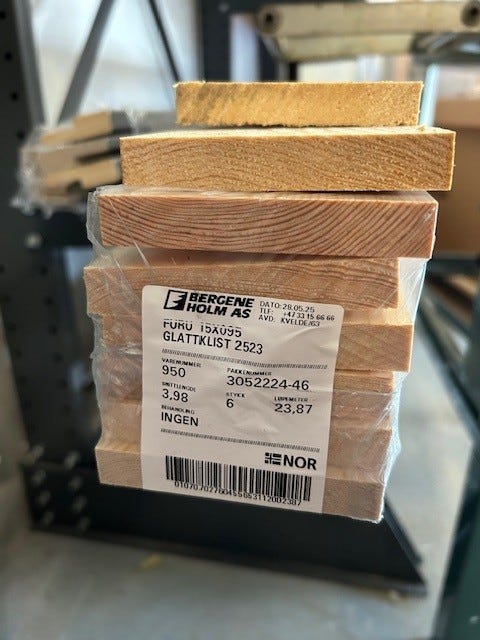 BERGENE
HOLM AS
DATO: 28.05.25
TLF: +47 33 15 66 66
AVD: KVELDE/63
FURU 15X095
GLATTKLIST 2523
VARENUMMER
950
PAKKENUMMER
3052224-46
SNITTLENGDE
3,98
STYKK
6
LØPEMETER
23,87
BEHANDLING
INGEN
NOR